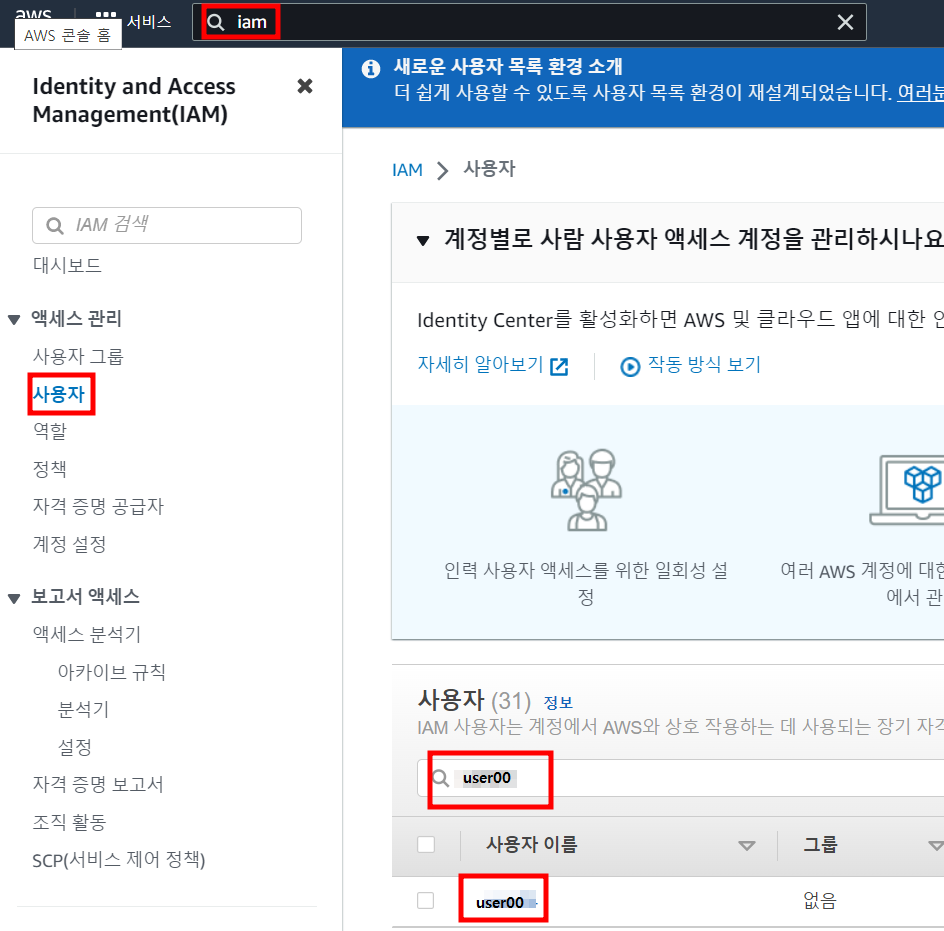 aws
서비스
iam
AWS 콘솔 홈
Identity and Access
Management(IAM)
IAM 검색
대시보드
액세스 관리
사용자 그룹
사용자
역할
정책
자격 증명 공급자
계정 설정
보고서 액세스
액세스 분석기
아카이브 규칙
분석기
설정
자격 증명 보고서
조직 활동
SCP(서비스 제어 정책)
새로운 사용자 목록 환경 소개
더 쉽게 사용할 수 있도록 사용자 목록 환경이 재설계되었습니다. 여러분
IAM
사용자
계정별로 사람 사용자 액세스 계정을 관리하시나요
Identity Center를 활성화하면 AWS 및 클라우드 앱에 대한
자세히 알아보기
작동 방식 보기
인력 사용자 액세스를 위한 일회성 설
정
여러 AWS 계정에 대한
에서 관
사용자 (31) 정보
IAM 사용자는 계정에서 AWS와 상호 작용하는 데 사용되는 장기 자격
user00
사용자 이름
그룹
user00
없음